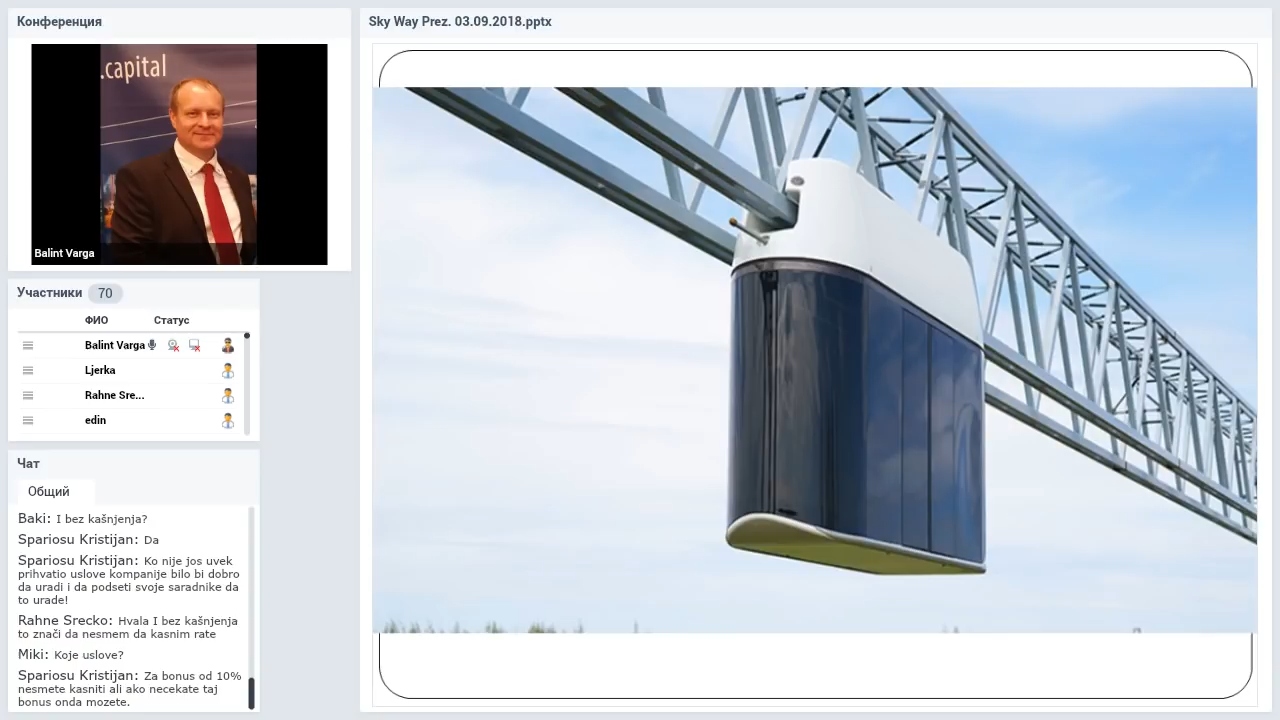 Конференция
.capital
Balint Varga
Участники 70
ФИО Статус
Balint Varga
Ljerka
Rahne Sre...
edin
Чат
Общий
Baki: I bez kašnjenja?
Spariosu Kristijan: Da
Spariosu Kristijan: Ko nije jos uvek
prihvatio uslove kompanije bilo bi dobro
da uradi i da podseti svoje saradnike da
to urade!
Rahne Srecko: Hvala I bez kašnjenja
to znači da nesmem da kasnim rate
Miki: Koje uslove?
Spariosu Kristijan: Za bonus od 10%
nesmete kasniti ali ako necekate taj
bonus onda mozete.
Sky Way Prez. 03.09.2018.pptx